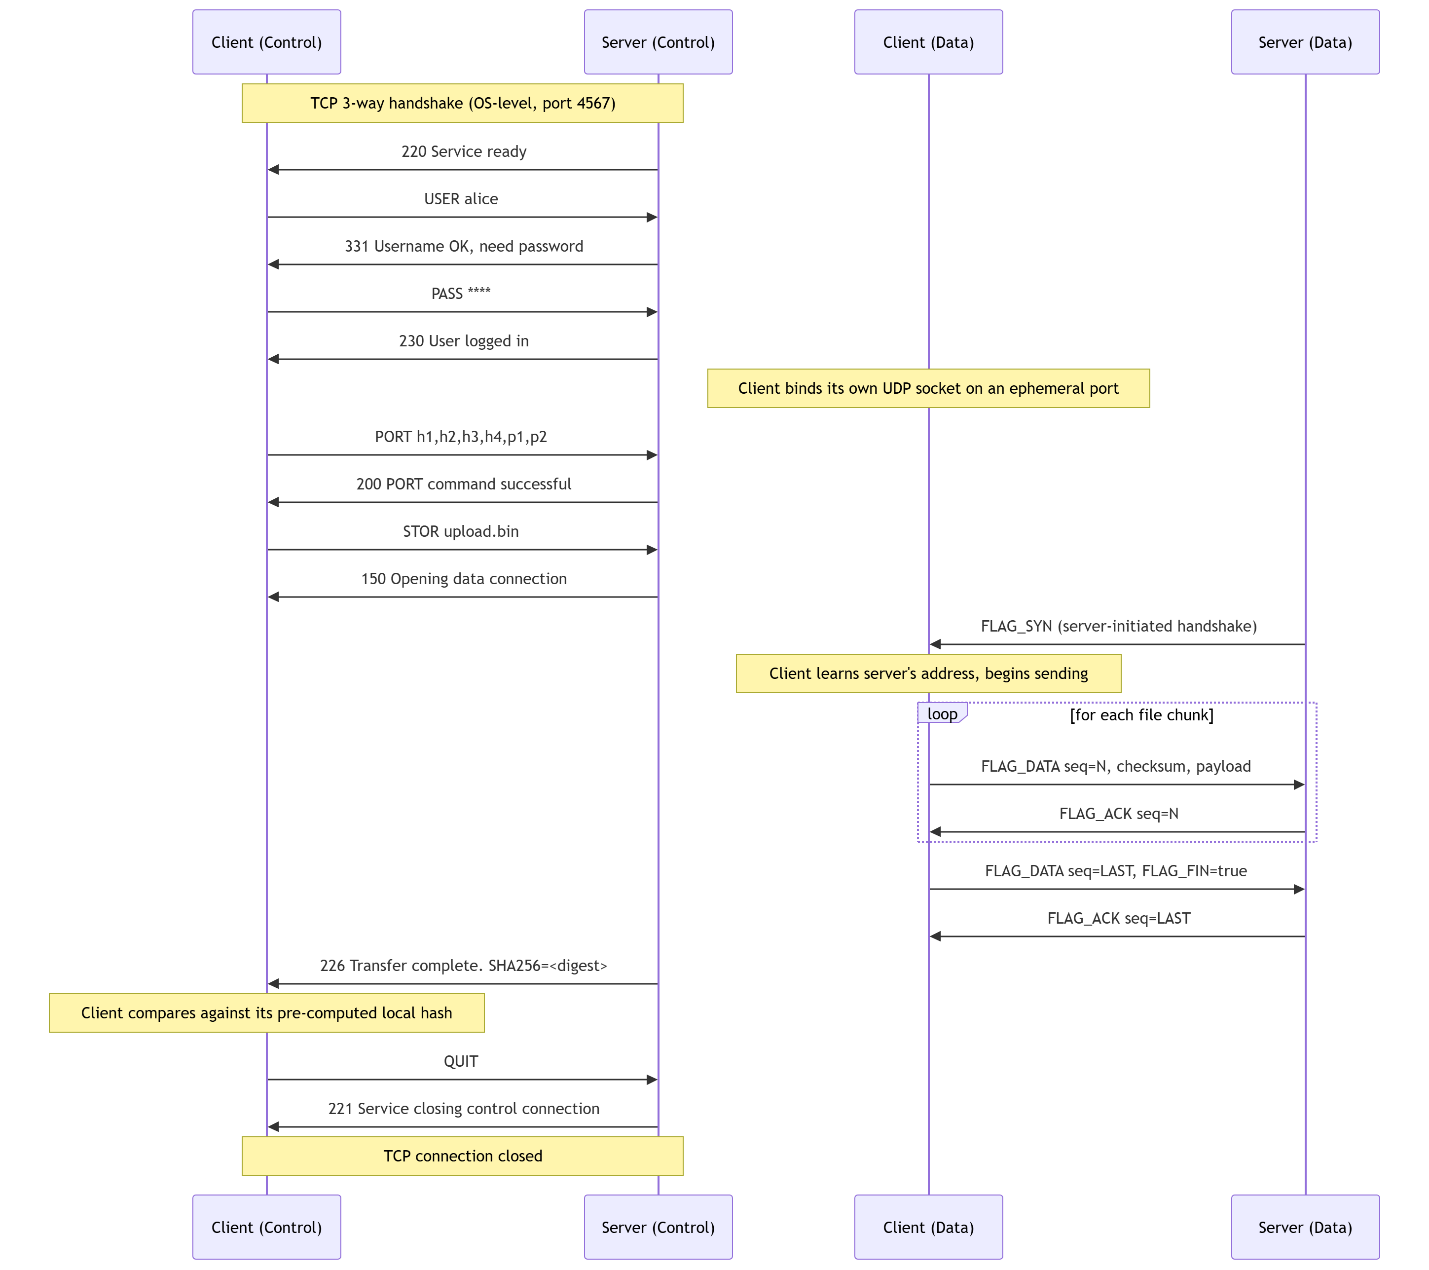 Client (Control)
Server (Control)
Client (Data)
Server (Data)
TCP 3-way handshake (OS-level, port 4567)
220 Service ready
USER alice
331 Username OK, need password
PASS ****
230 User logged in
Client binds its own UDP socket on an ephemeral port
PORT h1,h2,h3,h4,p1,p2
200 PORT command successful
STOR upload.bin
150 Opening data connection
FLAG_SYN (server-initiated handshake)
Client learns server's address, begins sending
loop
[for each file chunk]
FLAG_DATA seq=N, checksum, payload
FLAG_ACK seq=N
FLAG_DATA seq=LAST, FLAG_FIN=true
FLAG_ACK seq=LAST
226 Transfer complete. SHA256=<digest>
Client compares against its pre-computed local hash
QUIT
221 Service closing control connection
TCP connection closed
Client (Control)
Server (Control)
Client (Data)
Server (Data)